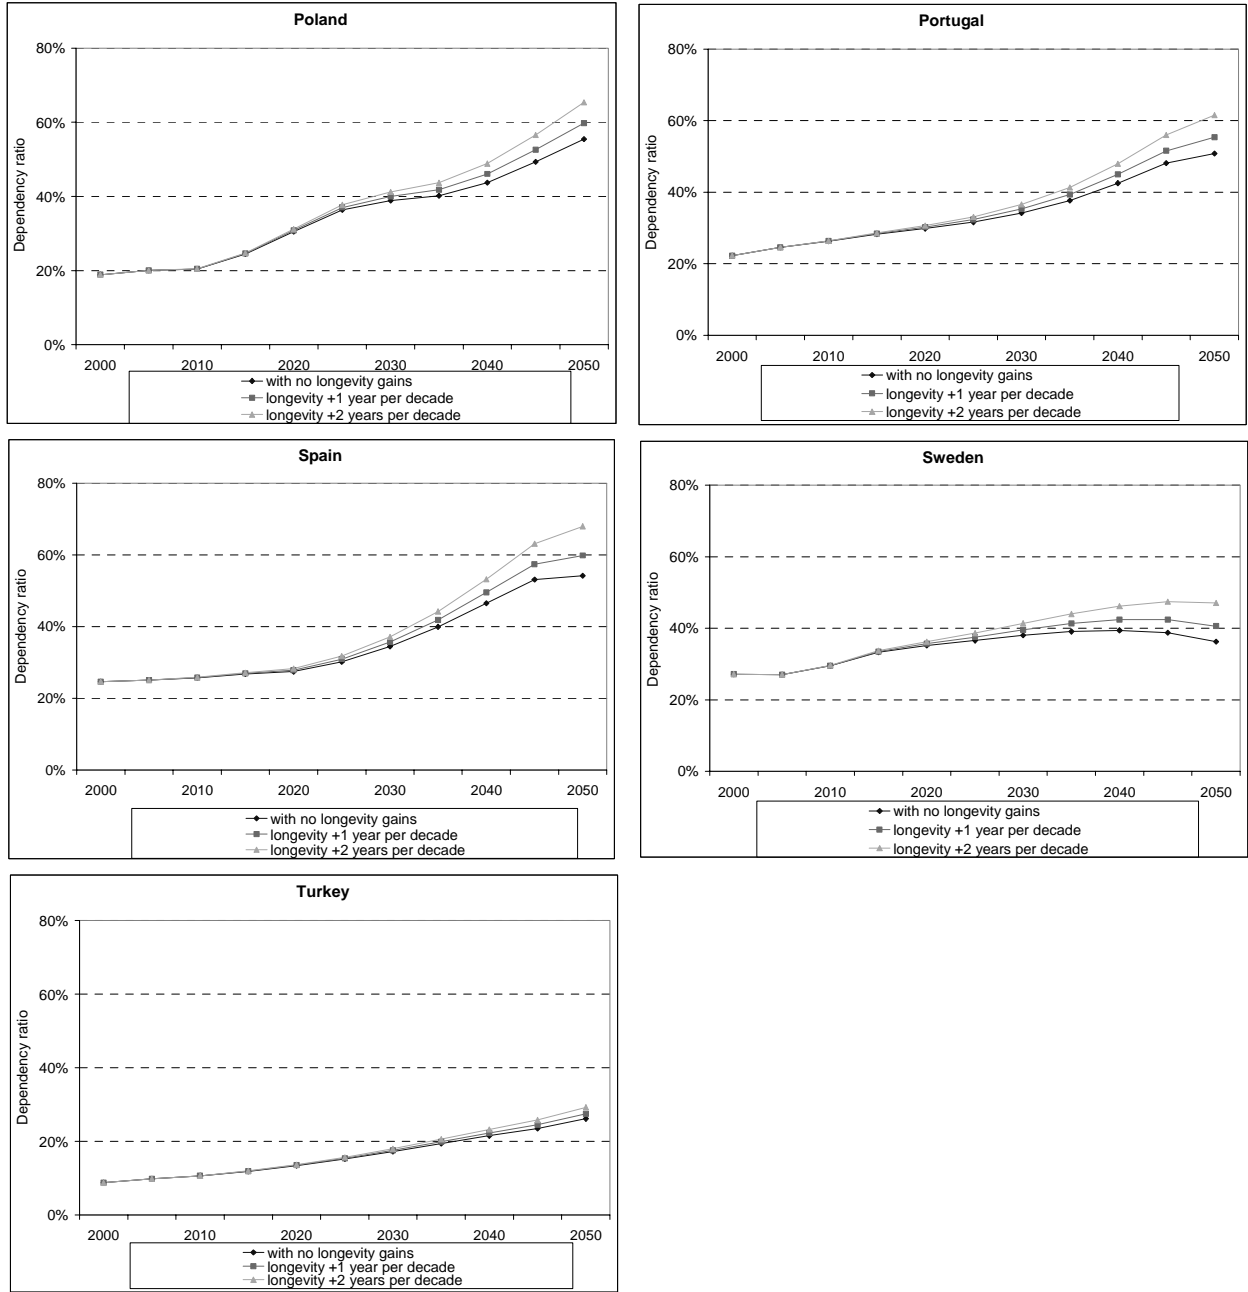 Poland
80%
60%
40%
20%
0%
Dependency ratio
2000 2010 2020 2030 2040 2050
with no longevity gains
longevity +1 year per decade
longevity +2 years per decade
Portugal
80%
60%
40%
20%
0%
Dependency ratio
2000 2010 2020 2030 2040 2050
with no longevity gains
longevity +1 year per decade
longevity +2 years per decade
Spain
80%
60%
40%
20%
0%
Dependency ratio
2000 2010 2020 2030 2040 2050
with no longevity gains
longevity +1 year per decade
longevity +2 years per decade
Sweden
80%
60%
40%
20%
0%
Dependency ratio
2000 2010 2020 2030 2040 2050
with no longevity gains
longevity +1 year per decade
longevity +2 years per decade
Turkey
80%
60%
40%
20%
0%
Dependency ratio
2000 2010 2020 2030 2040 2050
with no longevity gains
longevity +1 year per decade
longevity +2 years per decade